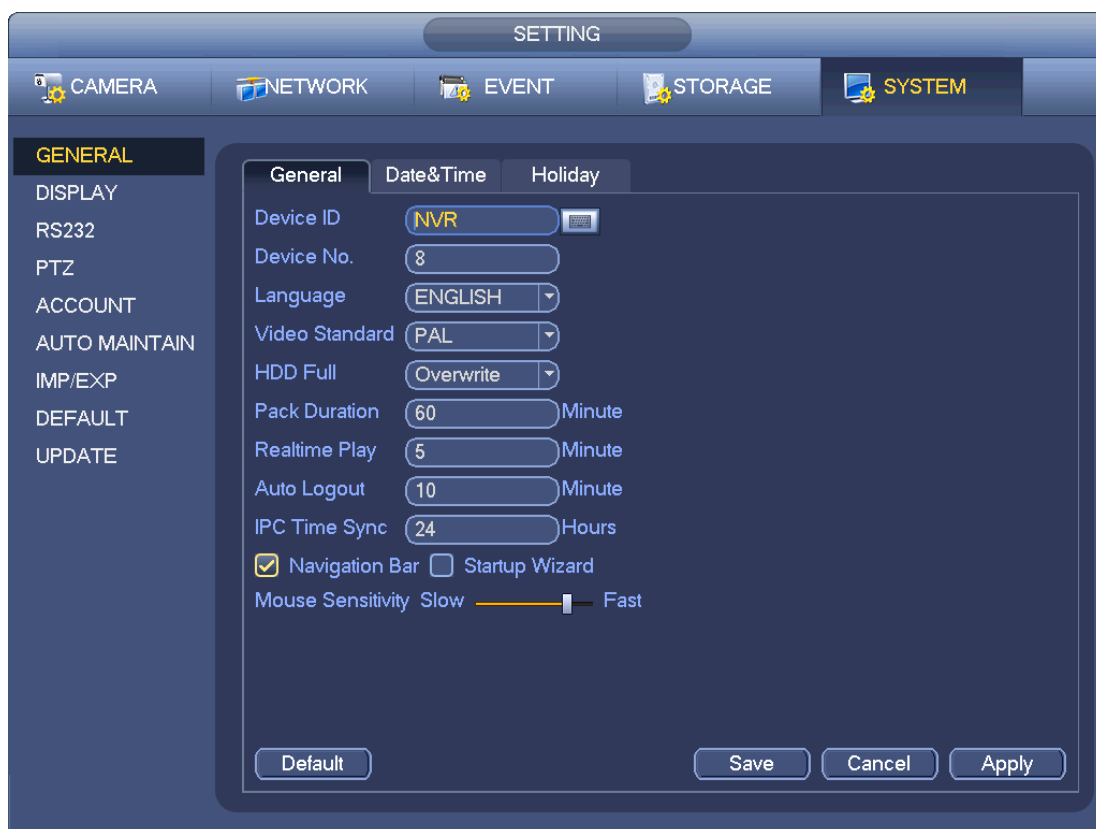 SETTING
CAMERA NETWORK EVENT STORAGE SYSTEM
GENERAL
DISPLAY
RS232
PTZ
ACCOUNT
AUTO MAINTAIN
IMP/EXP
DEFAULT
UPDATE
General Date&Time Holiday
Device ID NVR
Device No. 8
Language ENGLISH
Video Standard PAL
HDD Full Overwrite
Pack Duration 60 Minute
Realtime Play 5 Minute
Auto Logout 10 Minute
IPC Time Sync 24 Hours
Navigation Bar Startup Wizard
Mouse Sensitivity Slow Fast
Default Save Cancel Apply